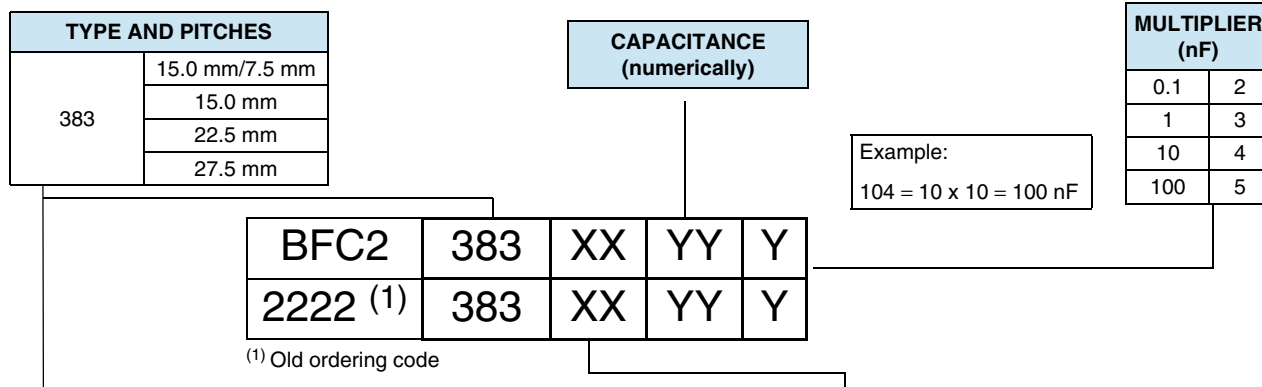 TYPE AND PITCHES
383
15.0 mm/7.5 mm
15.0 mm
22.5 mm
27.5 mm
CAPACITANCE
(numerically)
MULTIPLIER
(nF)
0.1 2
1 3
10 4
100 5
Example:
104 = 10 x 10 = 100 nF
BFC2 383 XX YY Y
2222 (1) 383 XX YY Y
(1) Old ordering code